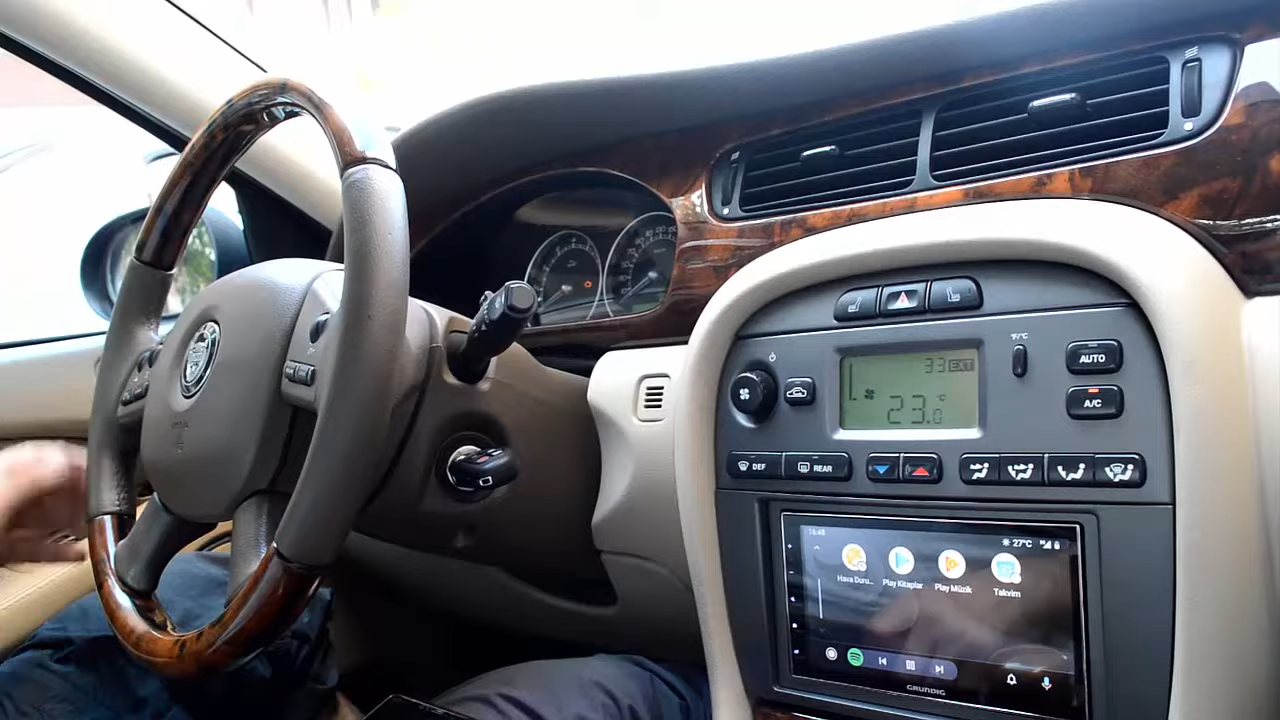 33 EXT
23.0 °C
°F/°C
AUTO
A/C
DEF
REAR
16:48
27°C
Hava Duru...
Play Kitaplar
Play Müzik
Takvim
GRUNDIG